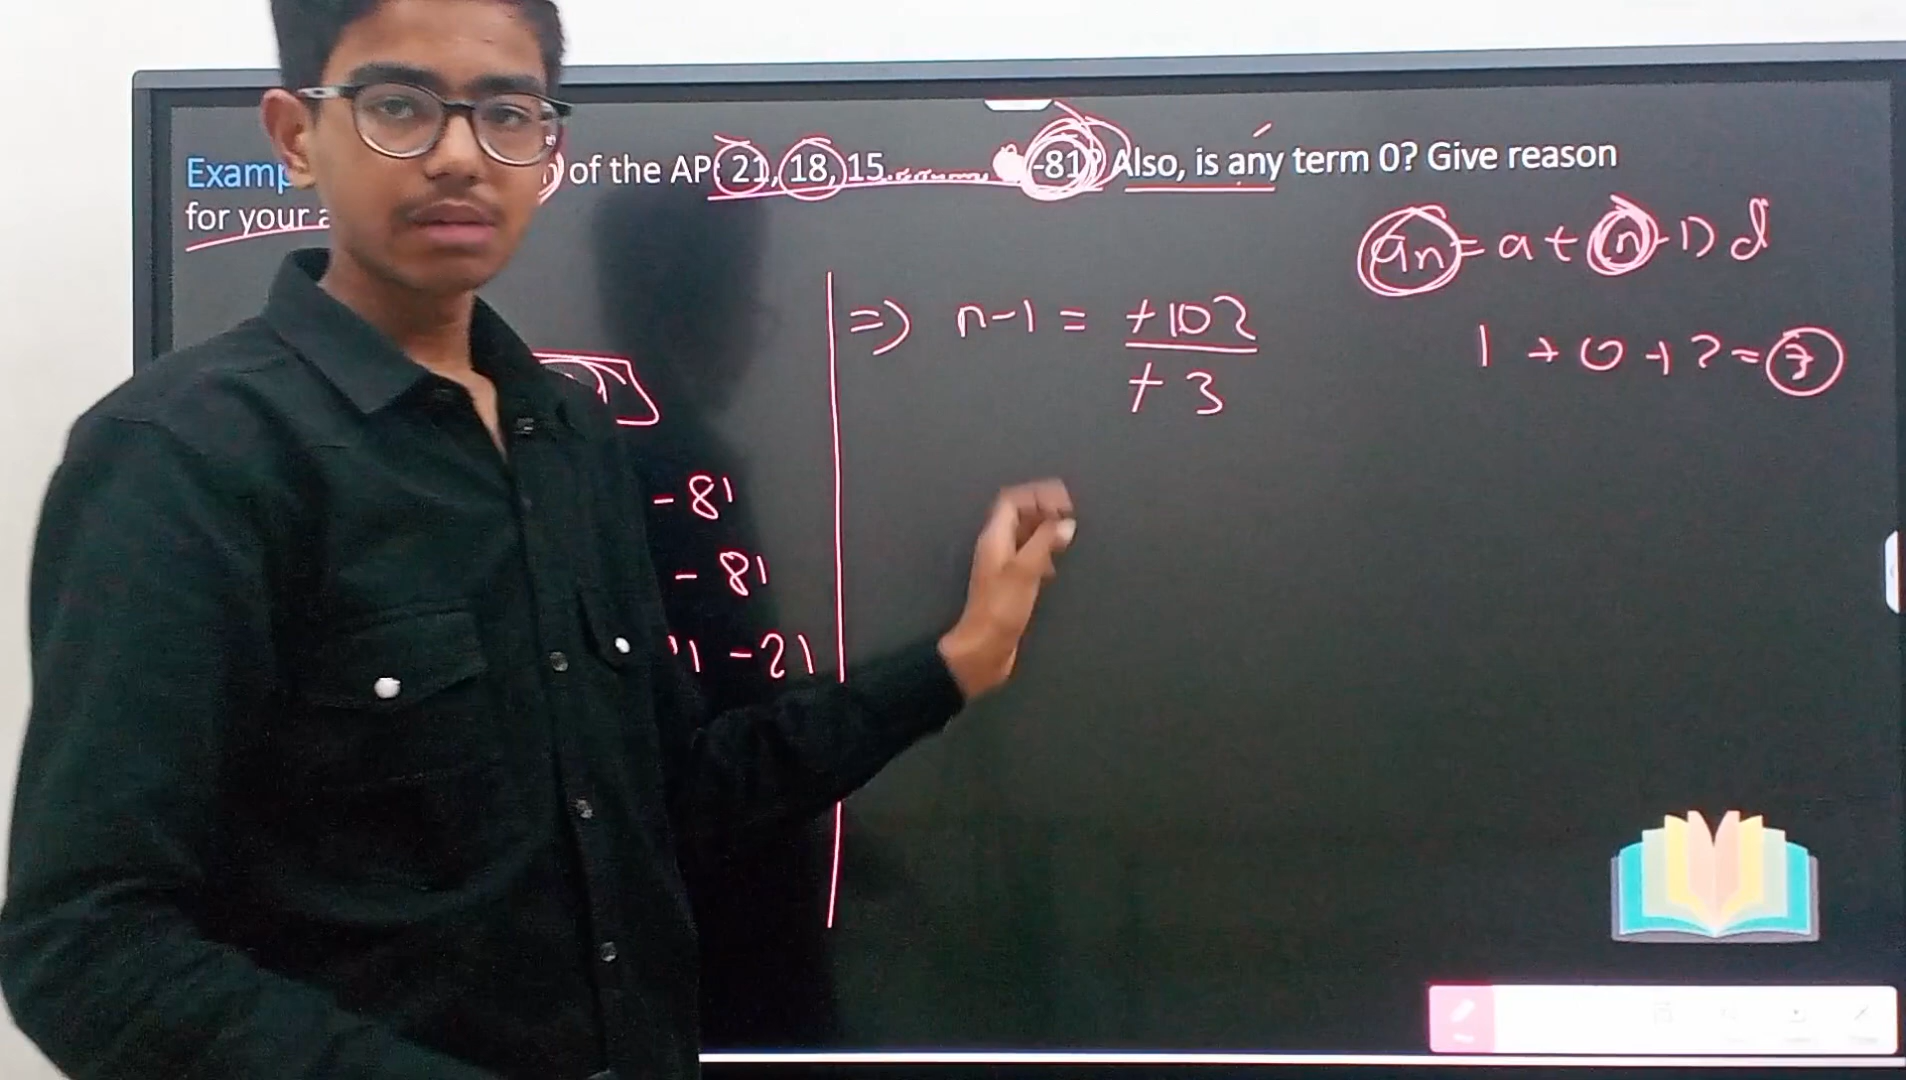 of the AP: 21, 18, 15........ -81? Also, is any term 0? Give reason
for your
an = a + (n-1) d
=> n-1 = +102
+3
1 + 0 + 2 = 3
- 81
- 81
- 21